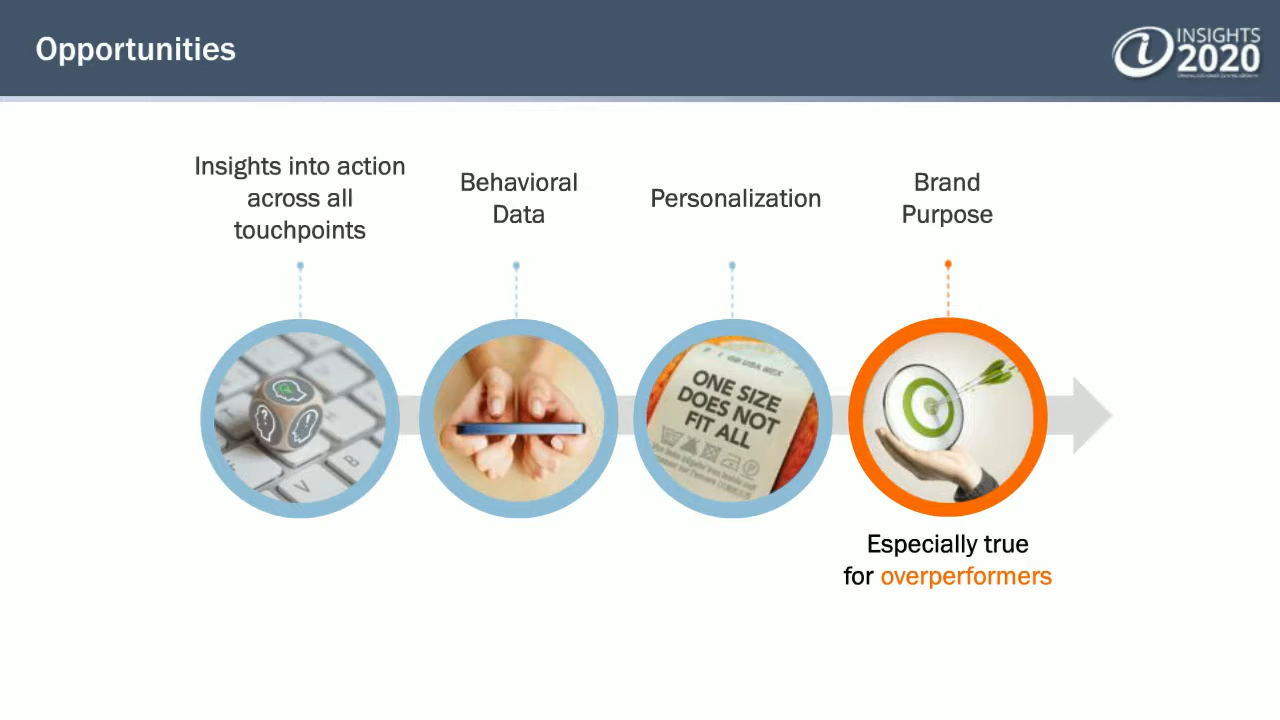 Opportunities
INSIGHTS
2020
Insights into action
across all
touchpoints
Behavioral
Data
Personalization
Brand
Purpose
ONE SIZE
DOES NOT
FIT ALL
V
B
Especially true
for overperformers